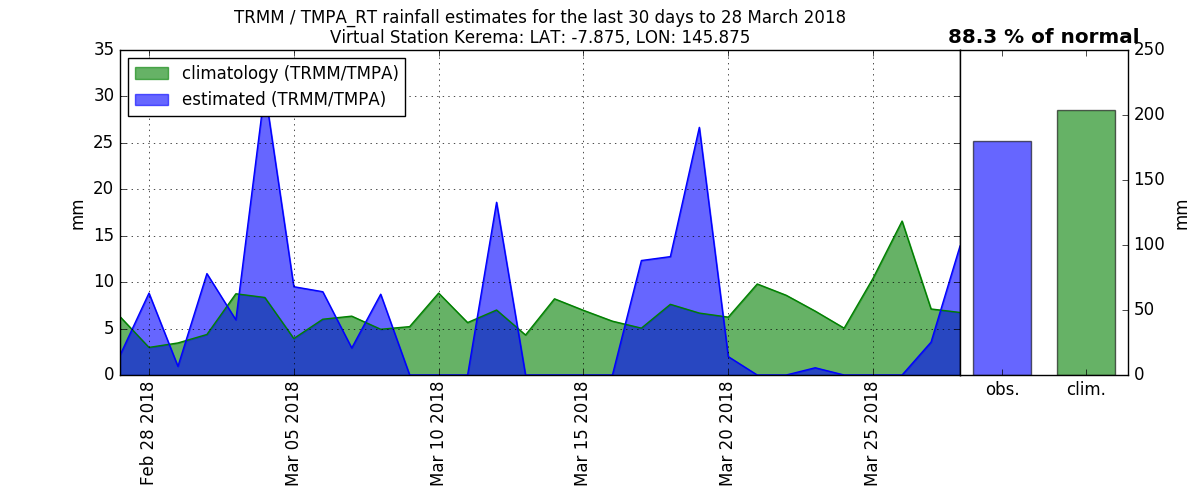 TRMM / TMPA_RT rainfall estimates for the last 30 days to 28 March 2018
Virtual Station Kerema: LAT: -7.875, LON: 145.875
88.3 % of normal
climatology (TRMM/TMPA)
estimated (TRMM/TMPA)
35
30
25
20
15
10
5
0
mm
Feb 28 2018
Mar 05 2018
Mar 10 2018
Mar 15 2018
Mar 20 2018
Mar 25 2018
obs.
clim.
250
200
150
100
50
0
mm